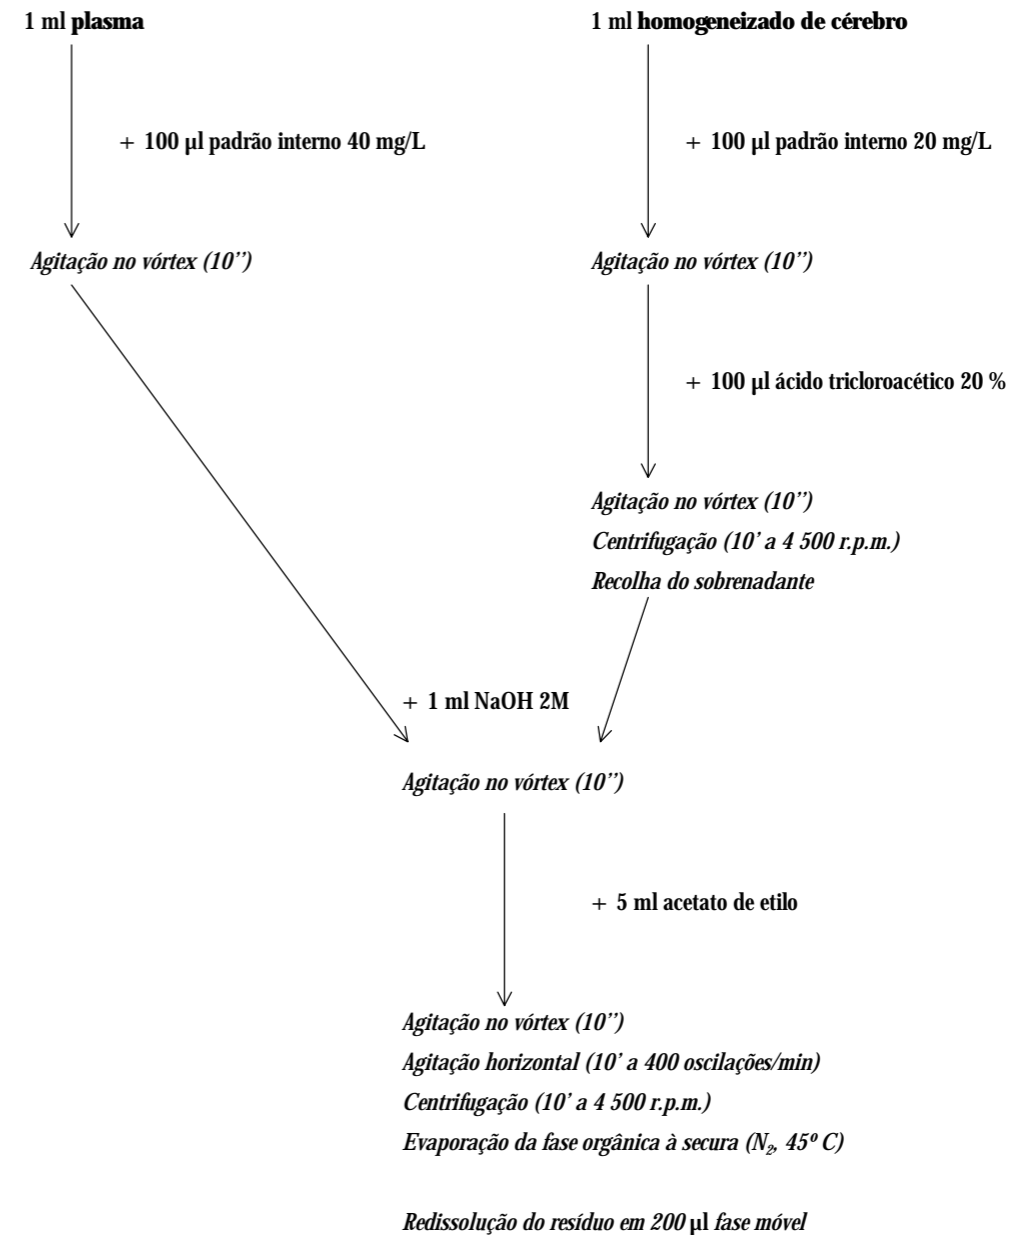 1 ml plasma
1 ml homogeneizado de cérebro
+ 100 µl padrão interno 40 mg/L
+ 100 µl padrão interno 20 mg/L
Agitação no vórtex (10’’)
Agitação no vórtex (10’’)
+ 100 µl ácido tricloroacético 20 %
Agitação no vórtex (10’’)
Centrifugação (10’ a 4 500 r.p.m.)
Recolha do sobrenadante
+ 1 ml NaOH 2M
Agitação no vórtex (10’’)
+ 5 ml acetato de etilo
Agitação no vórtex (10’’)
Agitação horizontal (10’ a 400 oscilações/min)
Centrifugação (10’ a 4 500 r.p.m.)
Evaporação da fase orgânica à secura (N₂, 45º C)
Redissolução do resíduo em 200 µl fase móvel